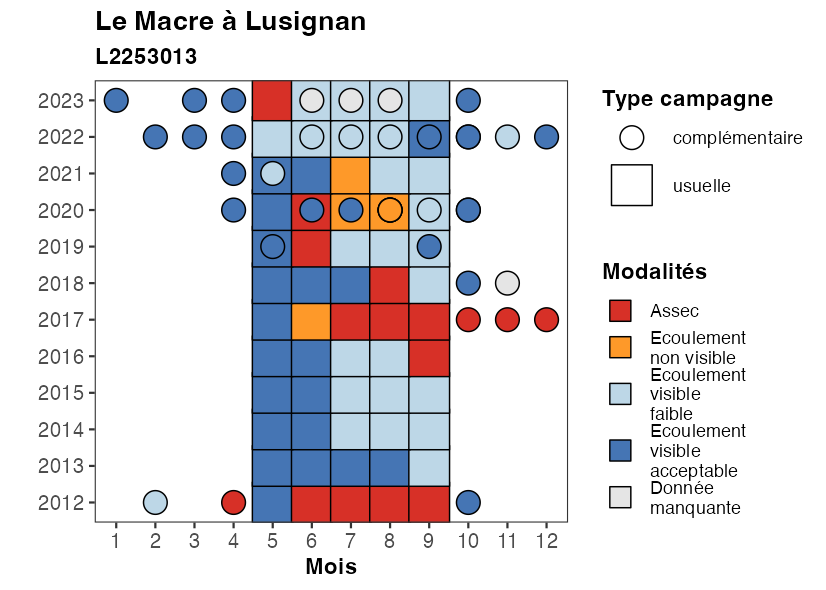 Le Macre à Lusignan
L2253013
2023
2022
2021
2020
2019
2018
2017
2016
2015
2014
2013
2012
1 2 3 4 5 6 7 8 9 10 11 12
Mois
Type campagne
complémentaire
usuelle
Modalités
Assec
Ecoulement
non visible
Ecoulement
visible
faible
Ecoulement
visible
acceptable
Donnée
manquante